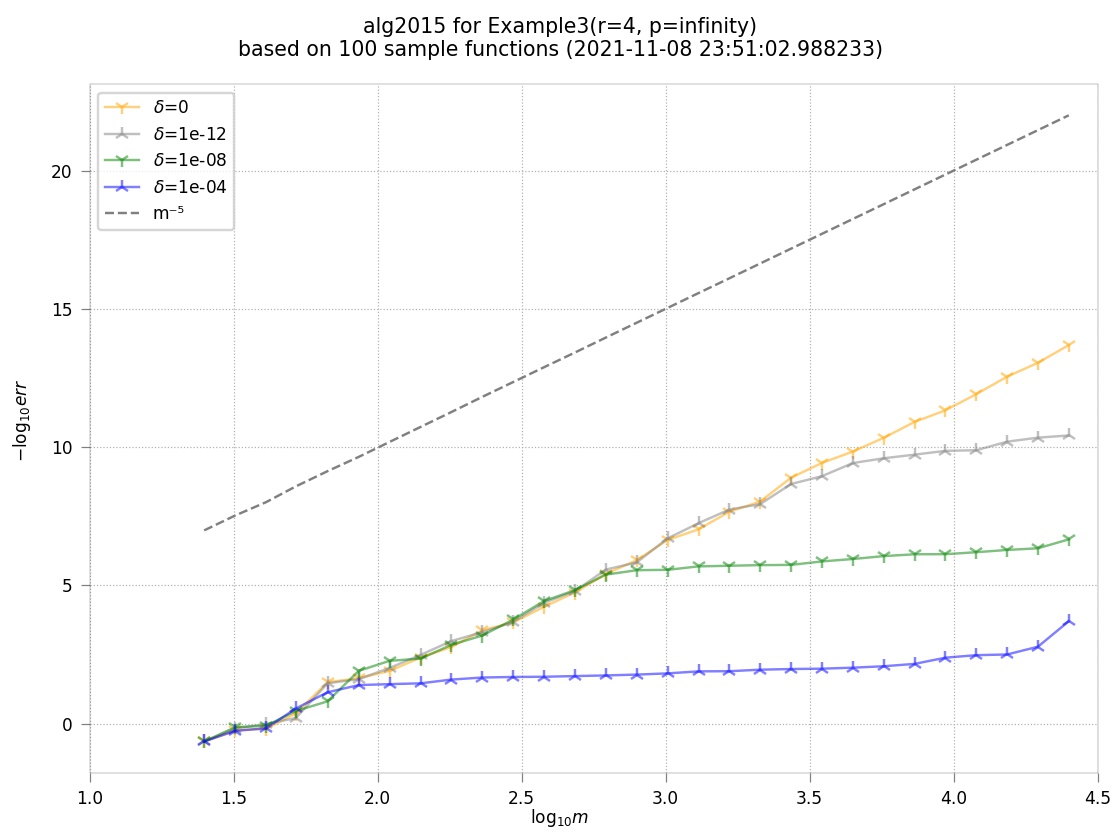 alg2015 for Example3(r=4, p=infinity)
based on 100 sample functions (2021-11-08 23:51:02.988233)
δ=0
δ=1e-12
δ=1e-08
δ=1e-04
m⁻⁵
20
15
10
5
0
−log₁₀err
1.0 1.5 2.0 2.5 3.0 3.5 4.0 4.5
log₁₀m